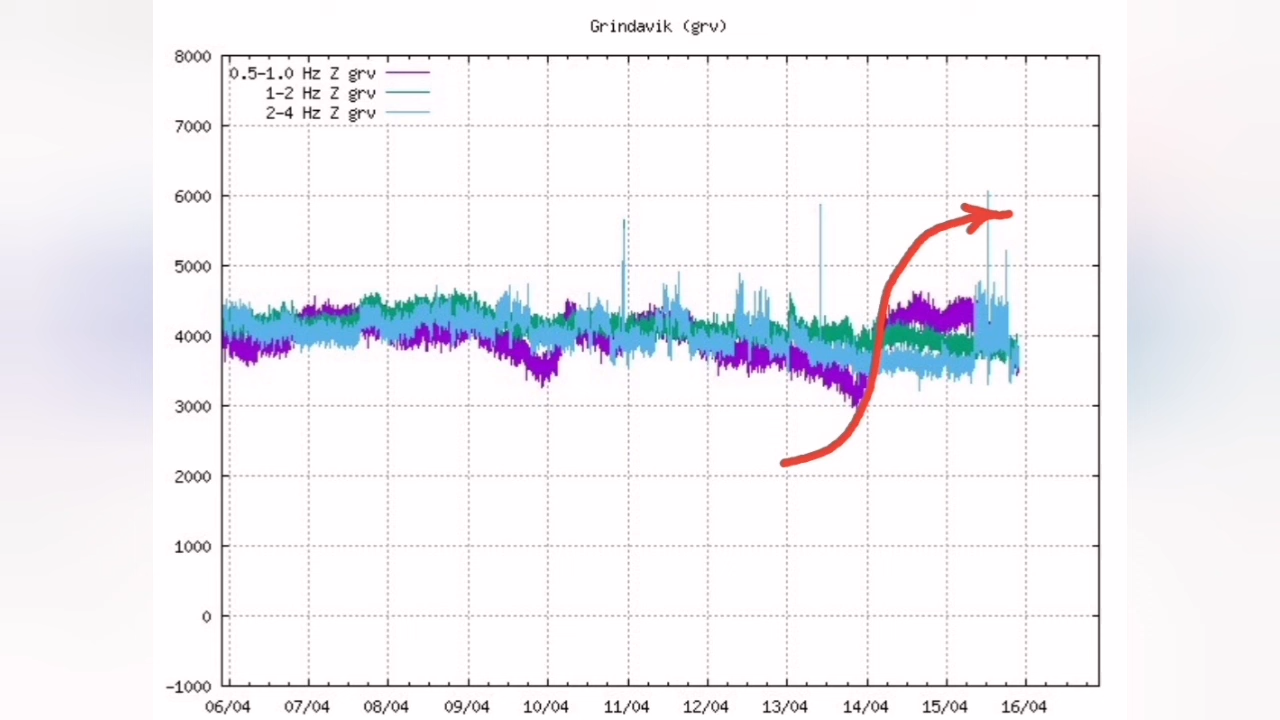 Grindavik (grv)
8000
0.5-1.0 Hz Z grv
1-2 Hz Z grv
2-4 Hz Z grv
7000
6000
5000
4000
3000
2000
1000
0
-1000
06/04 07/04 08/04 09/04 10/04 11/04 12/04 13/04 14/04 15/04 16/04